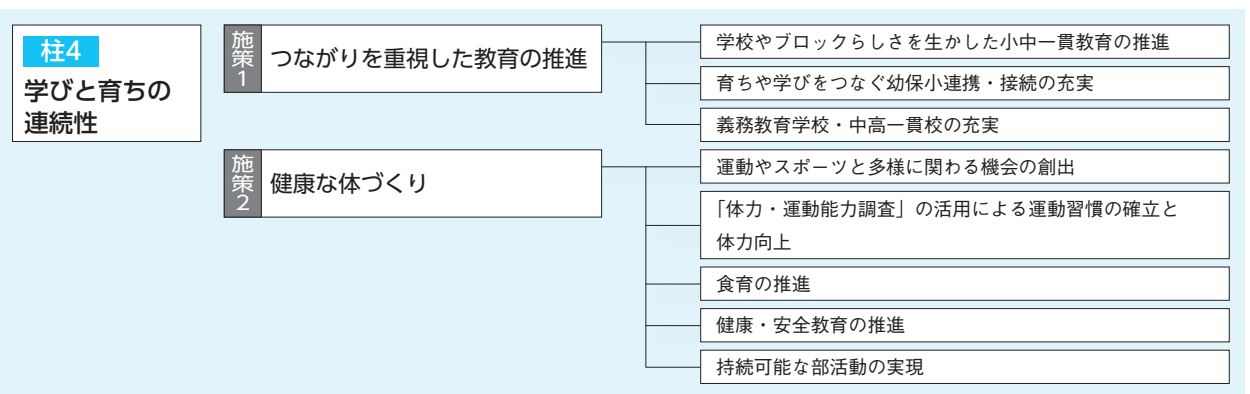 柱4
学びと育ちの
連続性
施策1
つながりを重視した教育の推進
学校やブロックらしさを生かした小中一貫教育の推進
育ちや学びをつなぐ幼保小連携・接続の充実
義務教育学校・中高一貫校の充実
施策2
健康な体づくり
運動やスポーツと多様に関わる機会の創出
「体力・運動能力調査」の活用による運動習慣の確立と
体力向上
食育の推進
健康・安全教育の推進
持続可能な部活動の実現